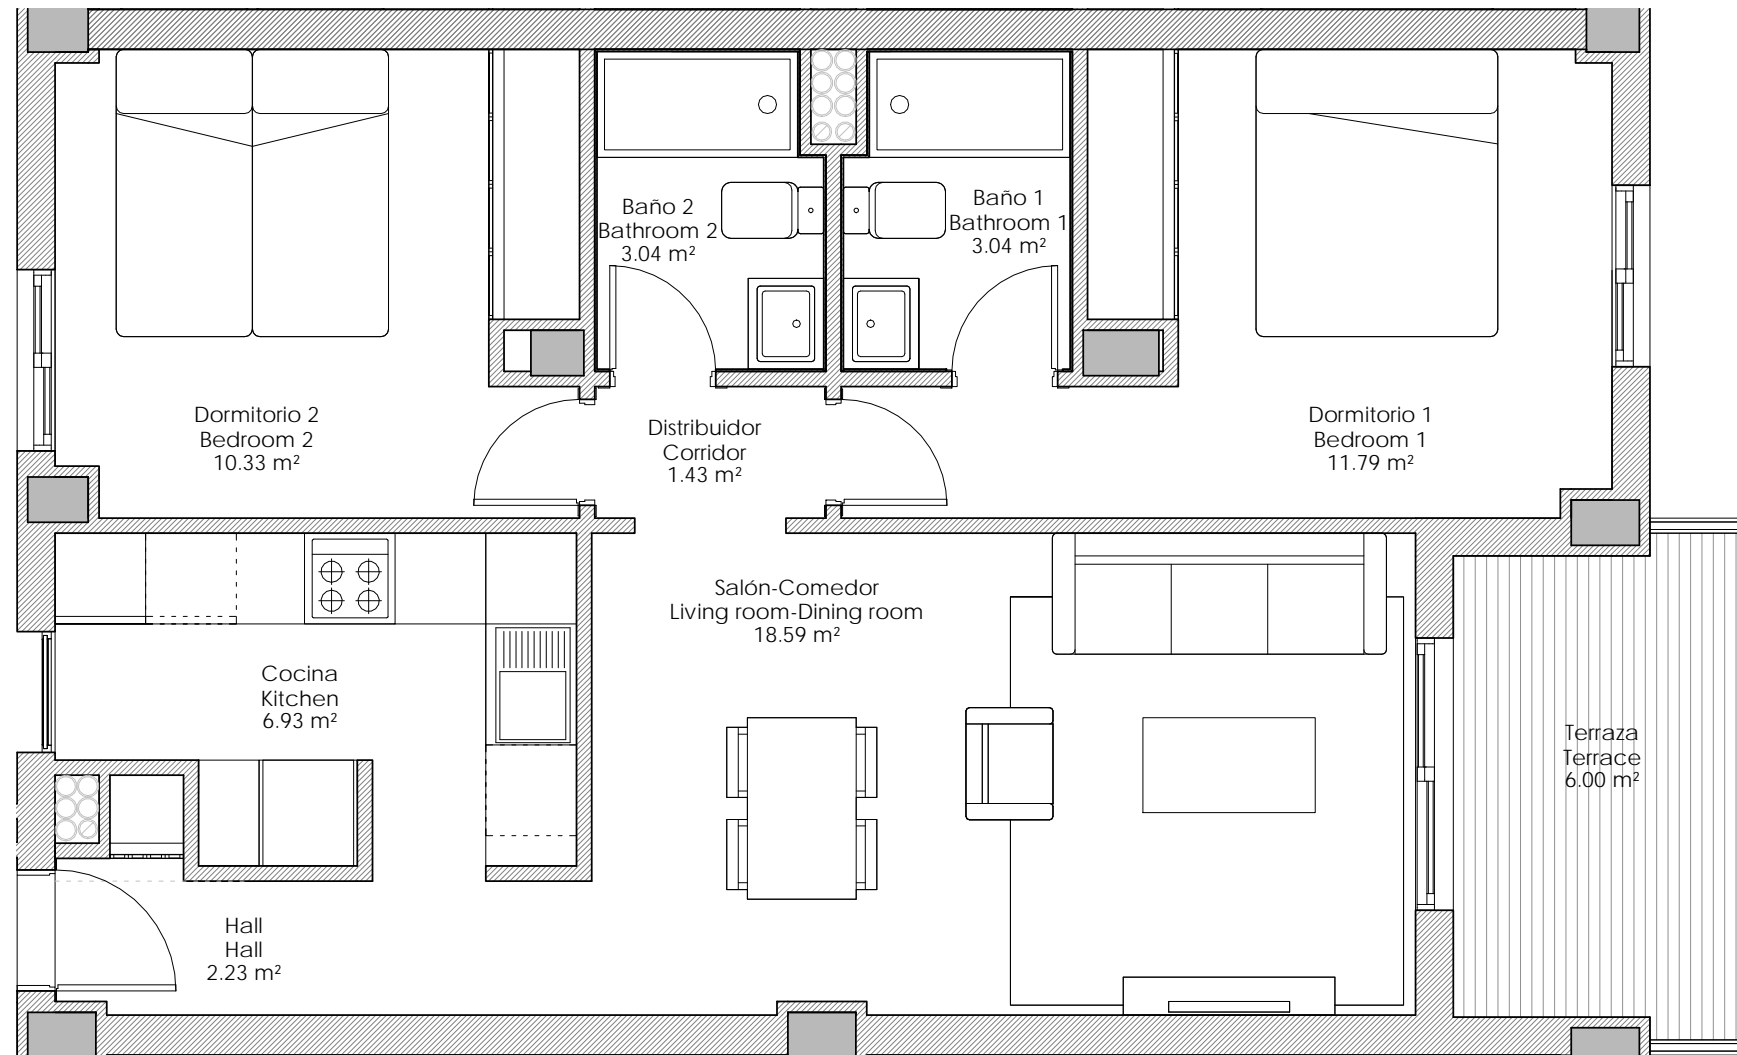 Baño 2
Bathroom 2
3.04 m²
Baño 1
Bathroom 1
3.04 m²
Dormitorio 2
Bedroom 2
10.33 m²
Distribuidor
Corridor
1.43 m²
Dormitorio 1
Bedroom 1
11.79 m²
Salón-Comedor
Living room-Dining room
18.59 m²
Cocina
Kitchen
6.93 m²
Terraza
Terrace
6.00 m²
Hall
Hall
2.23 m²